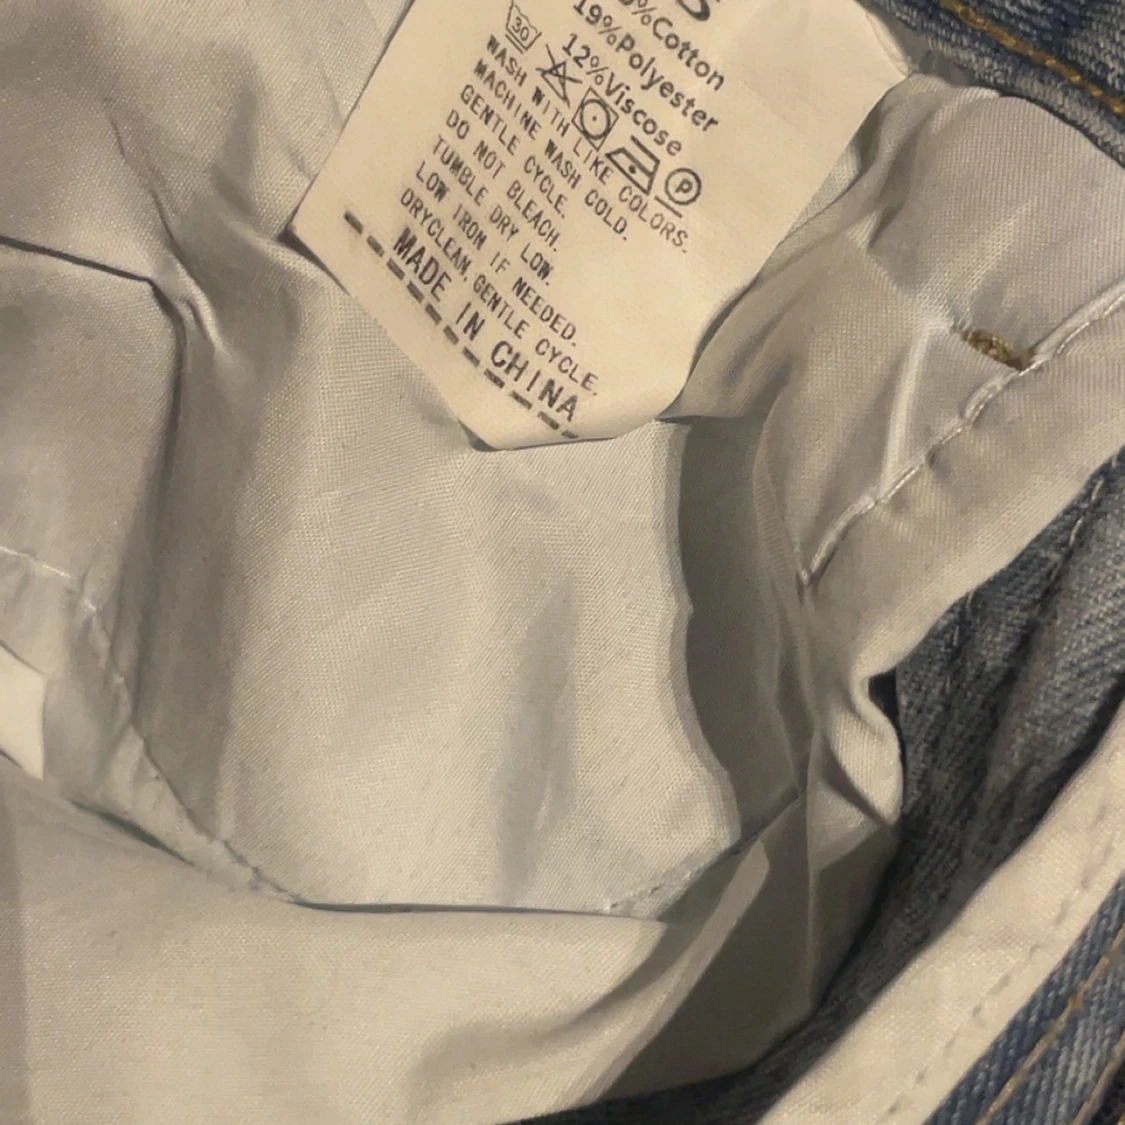 %Cotton
19%Polyester
12%Viscose
30
P
WASH WITH LIKE COLORS.
MACHINE WASH COLD.
GENTLE CYCLE.
DO NOT BLEACH.
TUMBLE DRY LOW.
LOW IRON IF NEEDED.
DRYCLEAN,GENTLE CYCLE.
MADE IN CHINA